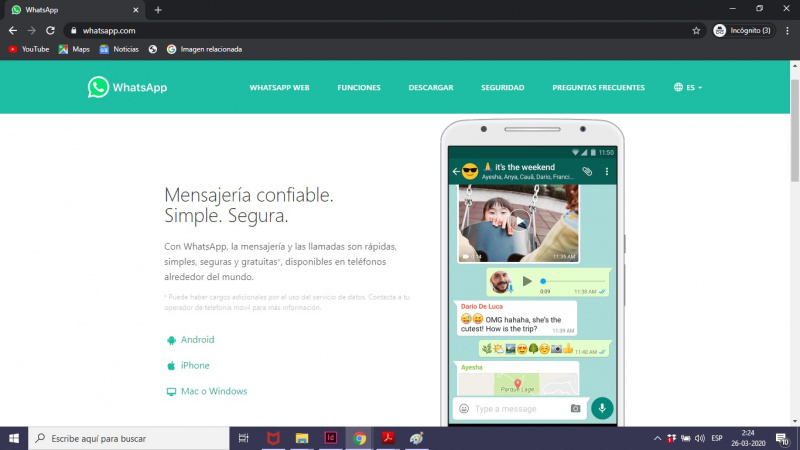 WhatsApp
whatsapp.com
Incógnito (3)
YouTube
Maps
Noticias
Imagen relacionada
WhatsApp
WHATSAPP WEB
FUNCIONES
DESCARGAR
SEGURIDAD
PREGUNTAS FRECUENTES
ES
Mensajería confiable.
Simple. Segura.
Con WhatsApp, la mensajería y las llamadas son rápidas,
simples, seguras y gratuitas*, disponibles en teléfonos
alrededor del mundo.
* Puede haber cargos adicionales por el uso del servicio de datos. Contacta a tu
operador de telefonía móvil para más información.
Android
iPhone
Mac o Windows
11:50
it's the weekend
Ayesha, Anya, Cauã, Dario, Franci...
0:14
11:35 AM
0:09
11:38 AM
Dario De Luca
😅😄 OMG hahaha, she's the
cutest! How is the trip?
11:39 AM
11:40 AM
Ayesha
Parque Lage
Type a message
Escribe aquí para buscar
ESP
2:24
26-03-2020
10